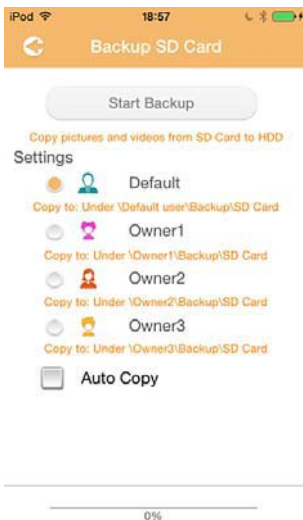 iPod 18:57
Backup SD Card
Start Backup
Copy pictures and videos from SD Card to HDD
Settings
Default
Copy to: Under \Default user\Backup\SD Card
Owner1
Copy to: Under \Owner1\Backup\SD Card
Owner2
Copy to: Under \Owner2\Backup\SD Card
Owner3
Copy to: Under \Owner3\Backup\SD Card
Auto Copy
0%